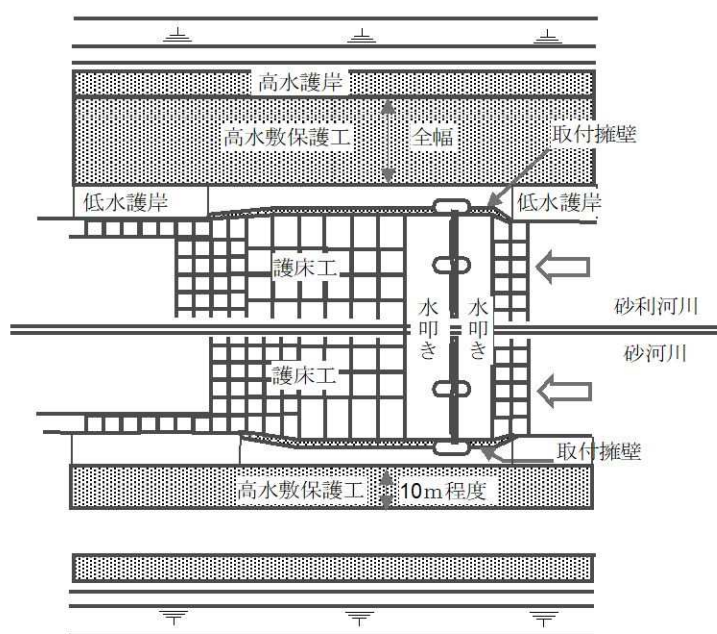 高水護岸
高水敷保護工
全幅
取付擁壁
低水護岸
低水護岸
護床工
水叩き
水叩き
砂利河川
砂河川
護床工
取付擁壁
高水敷保護工
10m程度